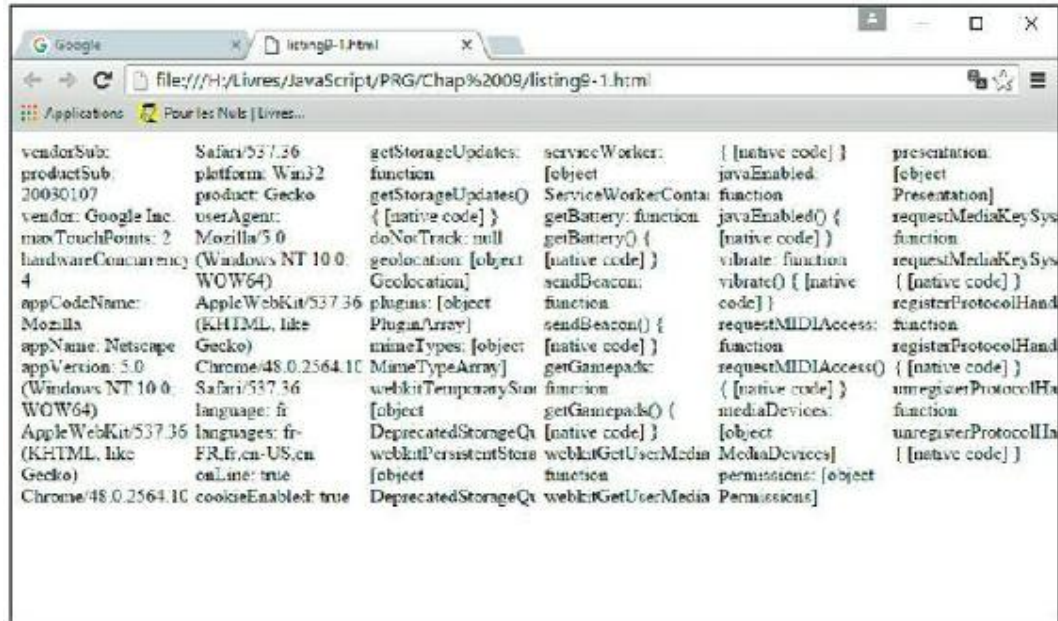 Google
listing9-1.html
file:///H:/Livres/JavaScript/PRG/Chap%2009/listing9-1.html
Applications
Pour les Nuls | Livres...
vendorSub:
productSub:
20030107
vendor: Google Inc.
maxTouchPoints: 2
hardwareConcurrency
4
appCodeName:
Mozilla
appName: Netscape
appVersion: 5.0
(Windows NT 10.0;
WOW64)
AppleWebKit/537.36
(KHTML, like
Gecko)
Chrome/48.0.2564.10
Safari/537.36
platform: Win32
product: Gecko
userAgent:
Mozilla/5.0
(Windows NT 10.0;
WOW64)
AppleWebKit/537.36
(KHTML, like
Gecko)
Chrome/48.0.2564.10
Safari/537.36
language: fr
languages: fr-
FR,fr,en-US,en
onLine: true
cookieEnabled: true
getStorageUpdates:
function
getStorageUpdates()
{ [native code] }
doNotTrack: null
geolocation: [object
Geolocation]
plugins: [object
PluginArray]
mimeTypes: [object
MimeTypeArray]
webkitTemporaryStor
[object
DeprecatedStorageQu
webkitPersistentStora
[object
DeprecatedStorageQu
serviceWorker:
[object
ServiceWorkerContai
getBattery: function
getBattery() {
[native code] }
sendBeacon:
function
sendBeacon() {
[native code] }
getGamepads:
function
getGamepads() {
[native code] }
webkitGetUserMedia
function
webkitGetUserMedia
{ [native code] }
javaEnabled:
function
javaEnabled() {
[native code] }
vibrate: function
vibrate() { [native
code] }
requestMIDIAccess:
function
requestMIDIAccess()
{ [native code] }
mediaDevices:
[object
MediaDevices]
permissions: [object
Permissions]
presentation:
[object
Presentation]
requestMediaKeySys
function
requestMediaKeySys
{ [native code] }
registerProtocolHand
function
registerProtocolHand
{ [native code] }
unregisterProtocolHa
function
unregisterProtocolHa
{ [native code] }